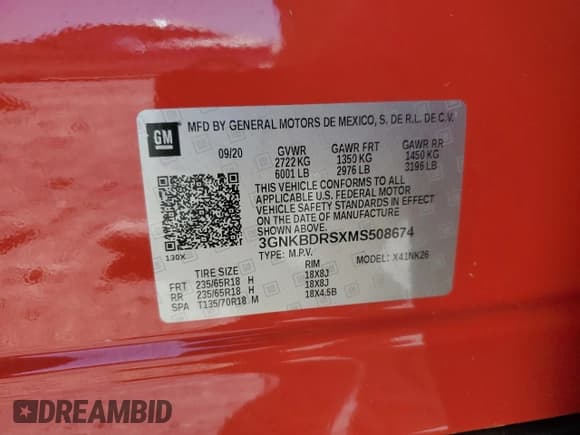 GM
MFD BY GENERAL MOTORS DE MEXICO, S. DE R.L. DE C.V.
09/20 GVWR GAWR FRT GAWR RR
2722 KG 1350 KG 1450 KG
6001 LB 2976 LB 3196 LB
THIS VEHICLE CONFORMS TO ALL
APPLICABLE U.S. FEDERAL MOTOR
VEHICLE SAFETY STANDARDS IN EFFECT
ON THE DATE OF MANUFACTURE
SHOWN ABOVE.
130X 3GNKBDRSXMS508674
TYPE: M.P.V. MODEL: X41NK26
TIRE SIZE RIM
FRT 235/65R18 H 18X8J
RR 235/65R18 H 18X8J
SPA T135/70R18 M 18X4.5B
DREAMBID